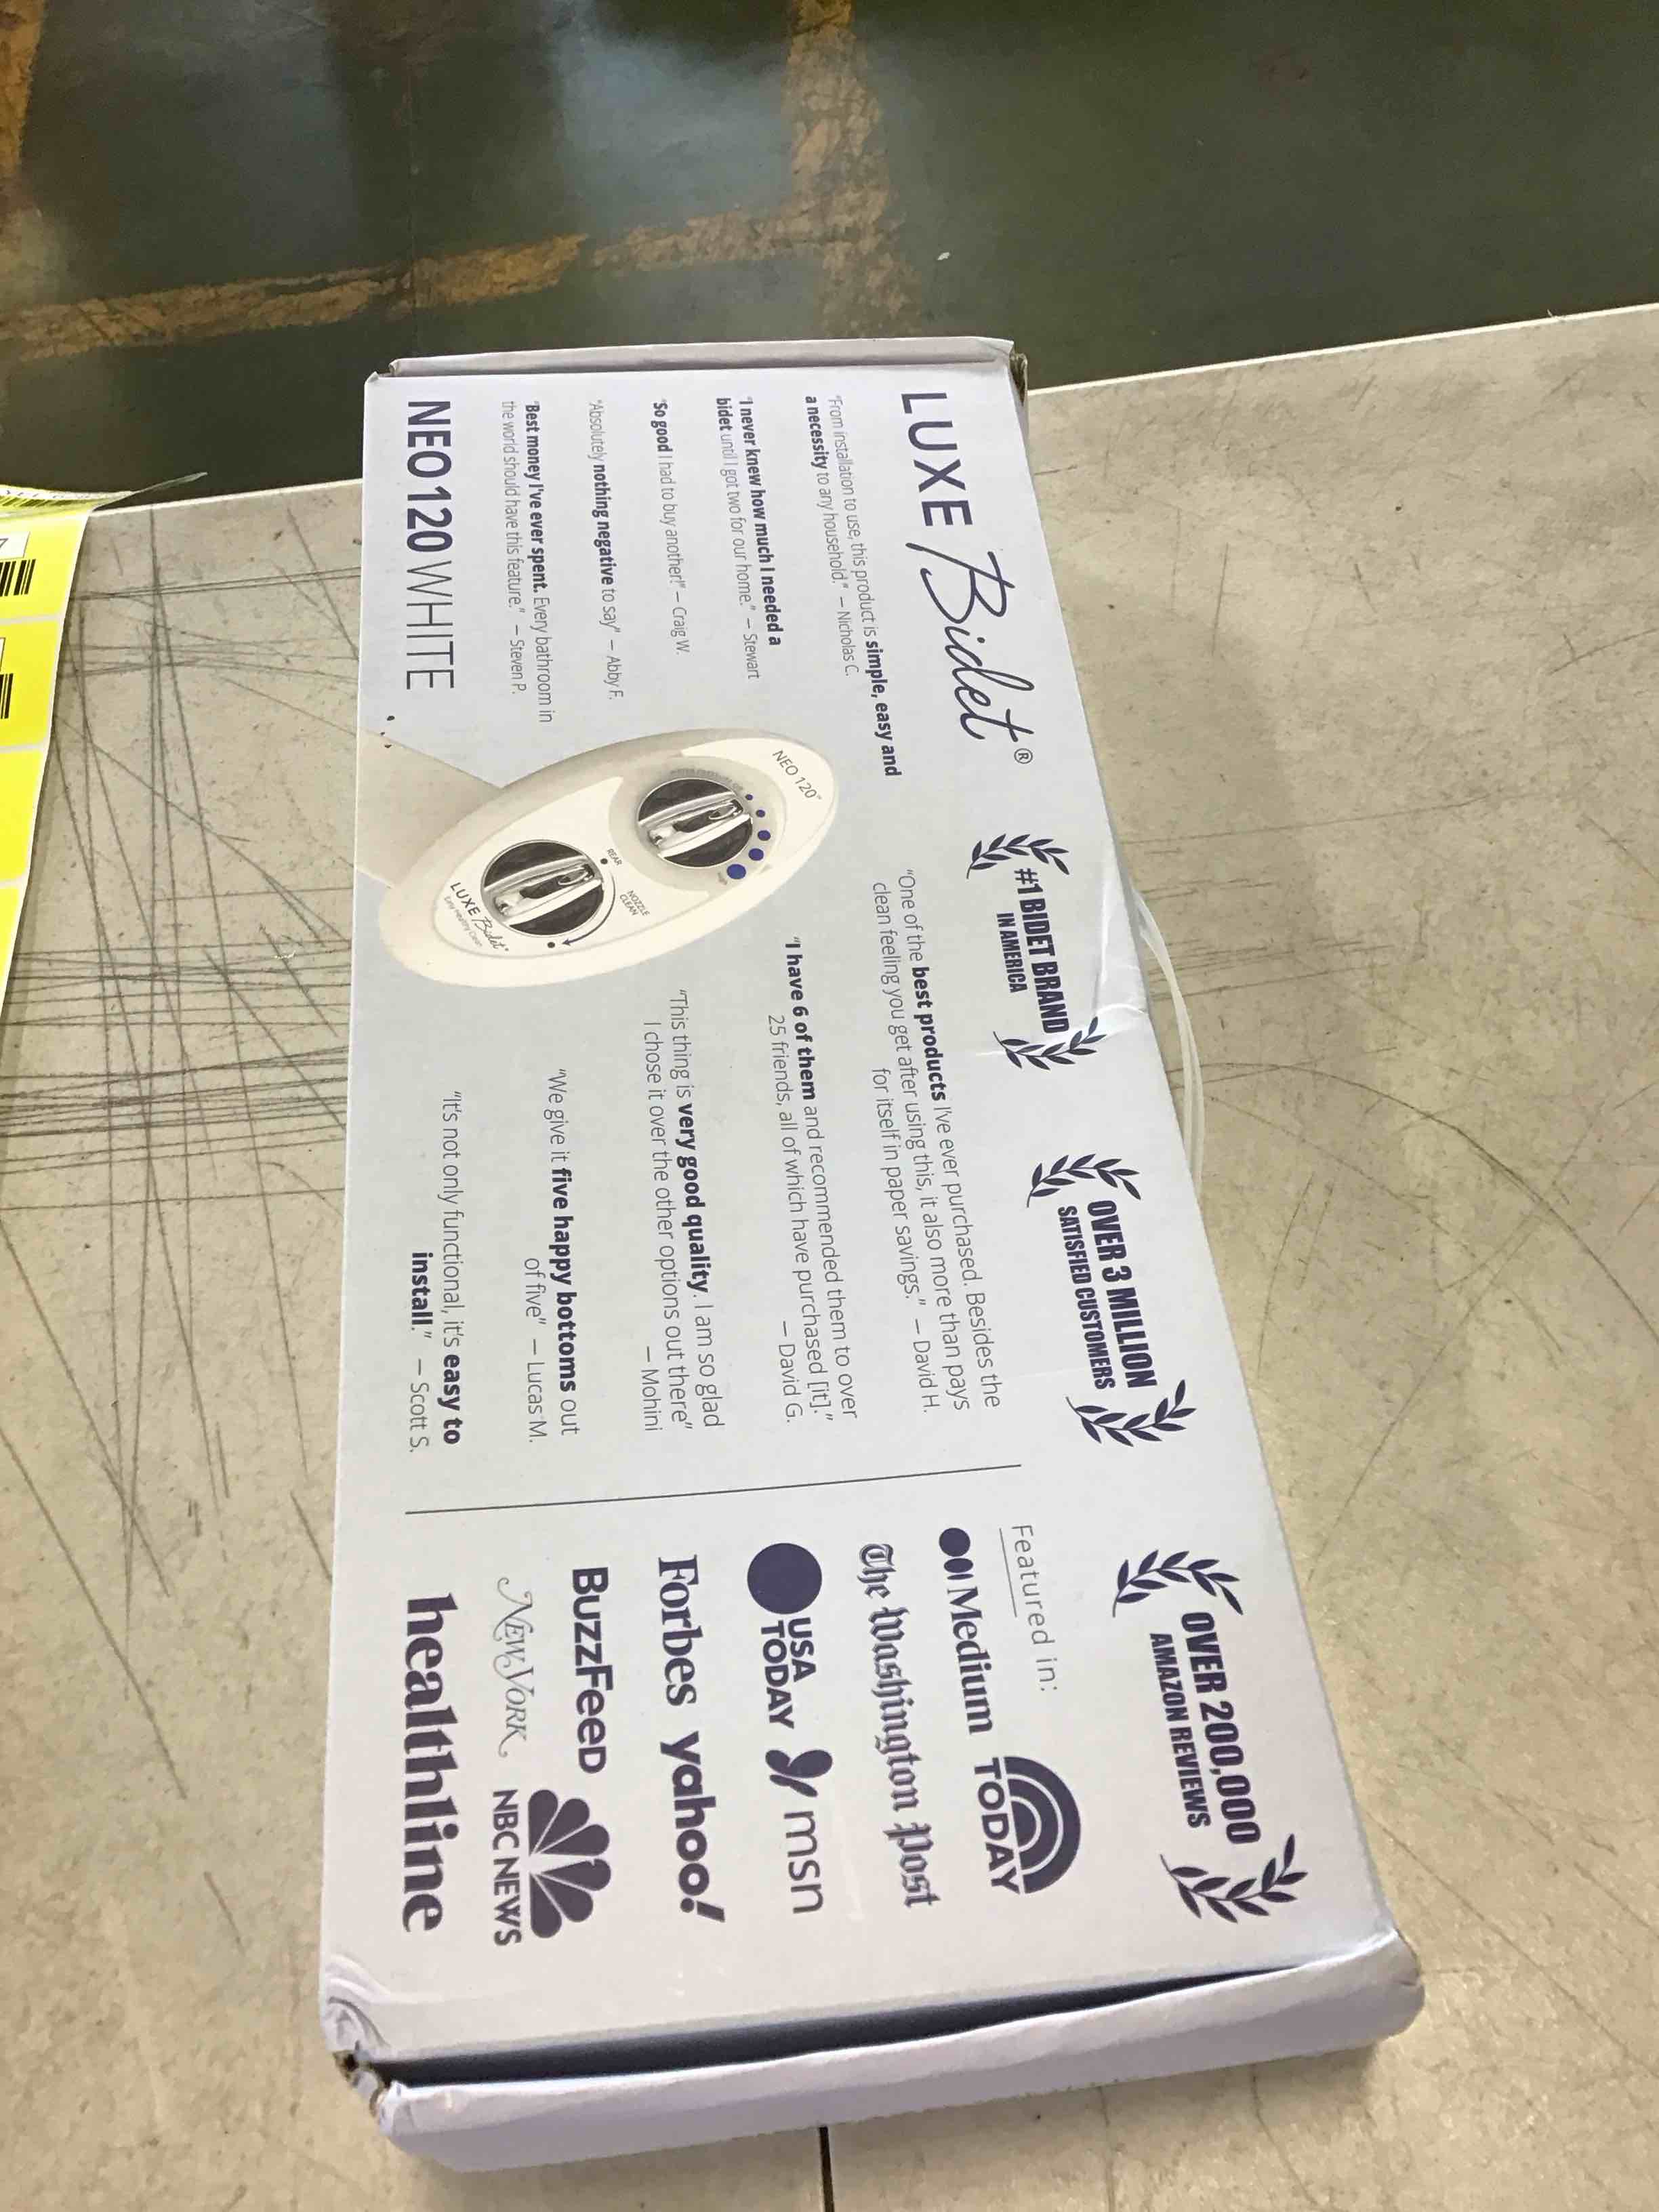 LUXE Bidet®
#1 BIDET BRAND
IN AMERICA
OVER 3 MILLION
SATISFIED CUSTOMERS
OVER 200,000
AMAZON REVIEWS
"From installation to use, this product is simple, easy and
a necessity to any household." – Nicholas C.
"I never knew how much I needed a
bidet until I got two for our home." – Stewart
"So good I had to buy another!" – Craig W.
"Absolutely nothing negative to say" – Abby F.
"Best money I've ever spent. Every bathroom in
the world should have this feature." – Steven P.
NEO 120 WHITE
NEO 120™
High
REAR
NOZZLE
CLEAN
LUXE Bidet®
"One of the best products I've ever purchased. Besides the
clean feeling you get after using this, it also more than pays
for itself in paper savings." – David H.
"I have 6 of them and recommended them to over
25 friends, all of which have purchased [it]."
– David G.
"This thing is very good quality. I am so glad
I chose it over the other options out there"
– Mohini
"We give it five happy bottoms out
of five" – Lucas M.
"It's not only functional, it's easy to
install." – Scott S.
Featured in:
Medium TODAY
The Washington Post
USA TODAY msn
Forbes yahoo!
BuzzFeed
NEW YORK NBC NEWS
healthline
7